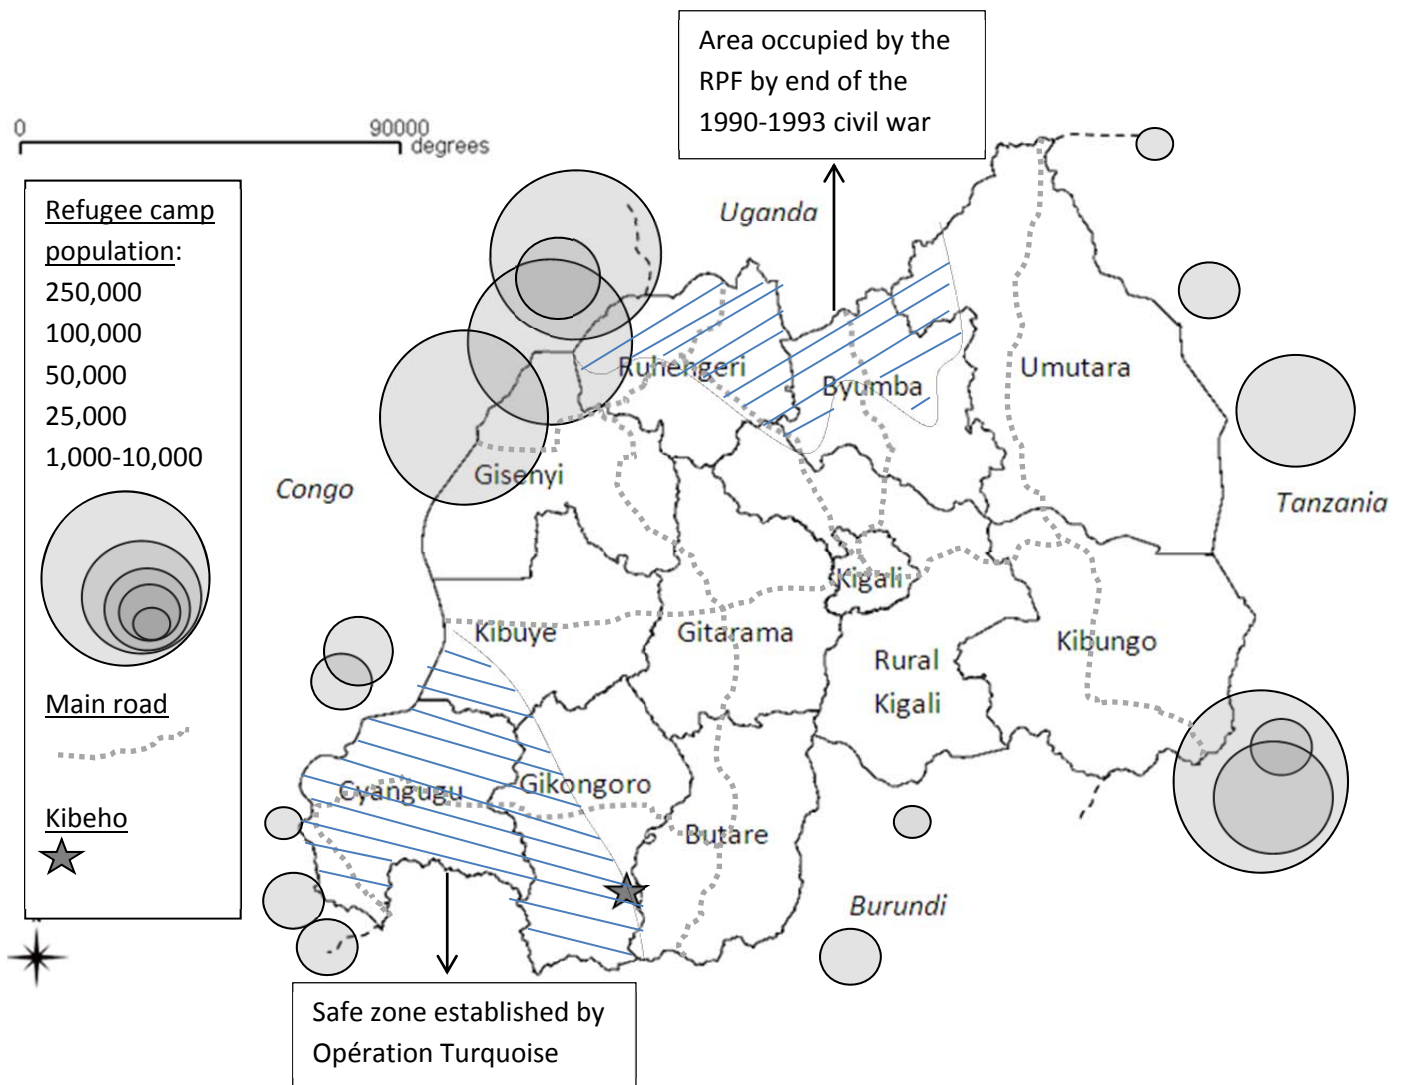 Area occupied by the
RPF by end of the
1990-1993 civil war
0
90000
degrees
Refugee camp
population:
250,000
100,000
50,000
25,000
1,000-10,000
Main road
Kibeho
Uganda
Ruhengeri
Byumba
Umutara
Congo
Gisenyi
Tanzania
Kigali
Kibuye
Gitarama
Rural
Kigali
Kibungo
Cyangugu
Gikongoro
Butare
Burundi
Safe zone established by
Opération Turquoise